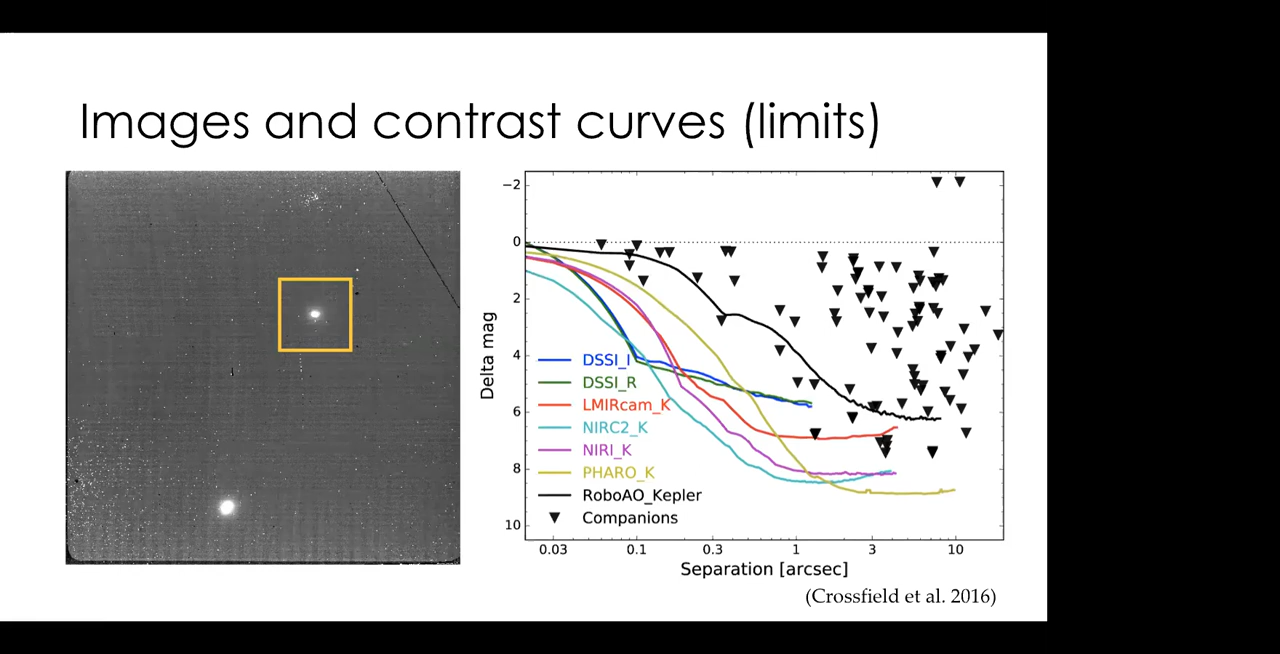 Images and contrast curves (limits)
−2
0
2
4
6
8
10
Delta mag
DSSI_I
DSSI_R
LMIRcam_K
NIRC2_K
NIRI_K
PHARO_K
RoboAO_Kepler
Companions
0.03 0.1 0.3 1 3 10
Separation [arcsec]
(Crossfield et al. 2016)